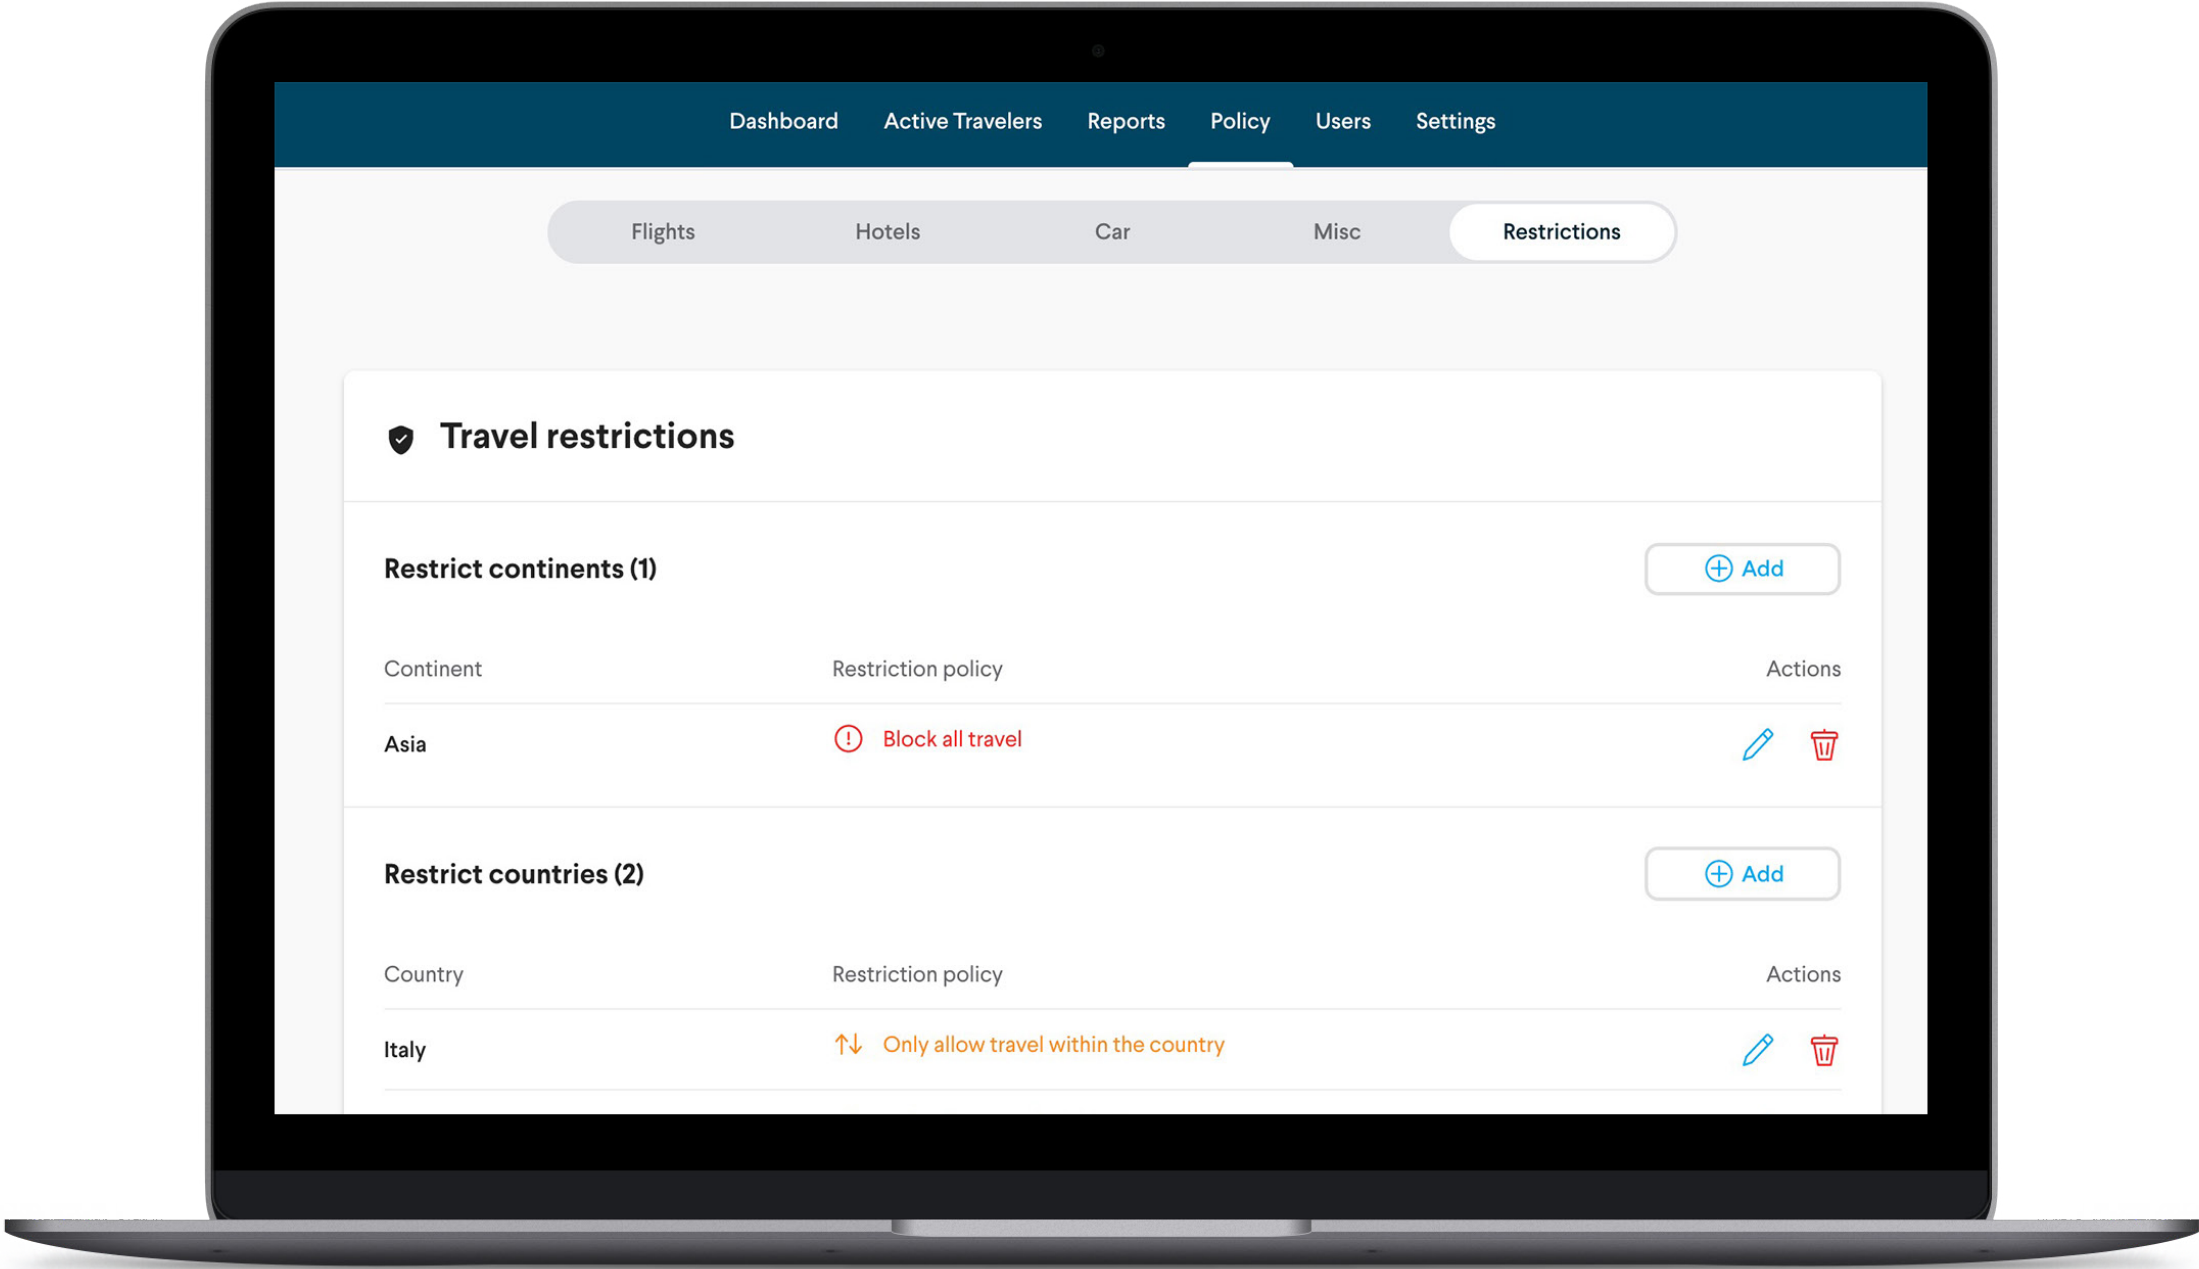 Dashboard Active Travelers Reports Policy Users Settings
Flights Hotels Car Misc Restrictions
Travel restrictions
Restrict continents (1) Add
Continent Restriction policy Actions
Asia Block all travel
Restrict countries (2) Add
Country Restriction policy Actions
Italy Only allow travel within the country